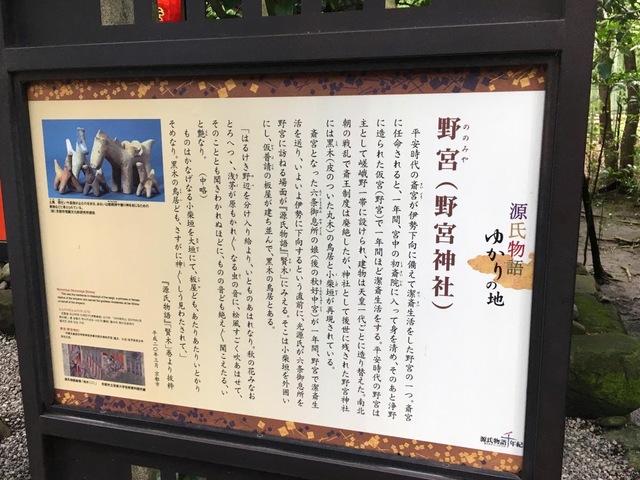 源氏物語
ゆかりの地
野宮（野宮神社）
ののみや
平安時代の斎宮が伊勢下向に備えて潔斎生活をした野宮の一つ。斎宮
に任命されると、一年間、宮中の初斎院に入って身を清め、そのあと浄野
に造られた仮宮（野宮）で一年間ほど潔斎生活をする。平安時代の野宮は
主として嵯峨野一帯に設けられ、建物は天皇一代ごとに造り替えた。南北
朝の戦乱で斎王制度は廃絶したが、神社として後世に残された野宮神社
には黒木（皮のついた丸木）の鳥居と小柴垣が再現されている。
斎宮となった六条御息所の娘（後の秋好中宮）が一年間、野宮で潔斎生
活を送り、いよいよ伊勢に下向するという直前に、光源氏が六条御息所を
野宮に訪ねる場面が『源氏物語』「賢木」にみえる。そこは小柴垣を外囲い
にし、仮普請の板屋が建ち並んで、黒木の鳥居とある。
「はるけき野辺を分け入り給より、いとものあはれなり。秋の花みなお
とろへつゝ、浅茅が原もかれ〴〵なる虫の音に、松風すごく吹あはせて、
そのこととも聞きわかれぬほどに、ものの音ども絶え〴〵聞こえたる、い
と艶なり。（中略）
ものはかなげなる小柴垣を大垣にて、板屋ども、あたりあたりいとかり
そめなり。黒木の鳥居ども、さすがに神〳〵しう見わたされて、」
『源氏物語』「賢木」巻より抜粋
平成二〇年三月 京都市
源氏物語千年紀